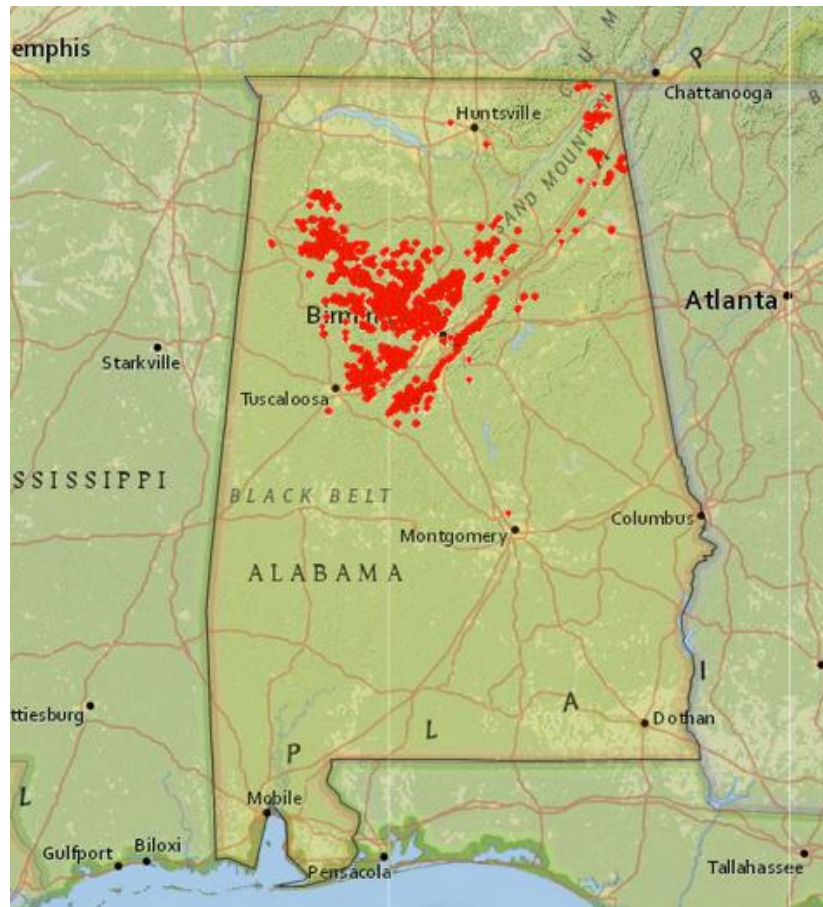 emphis
C U M
P
Chattanooga
B
Huntsville
SAND MOUNTAIN
Birm
Atlanta
Starkville
Tuscaloosa
SSISSIPPI
BLACK BELT
Columbus
Montgomery
ALABAMA
I
ttiesburg
A
Dothan
L
P
L
Mobile
Gulfport
Biloxi
Pensacola
Tallahassee